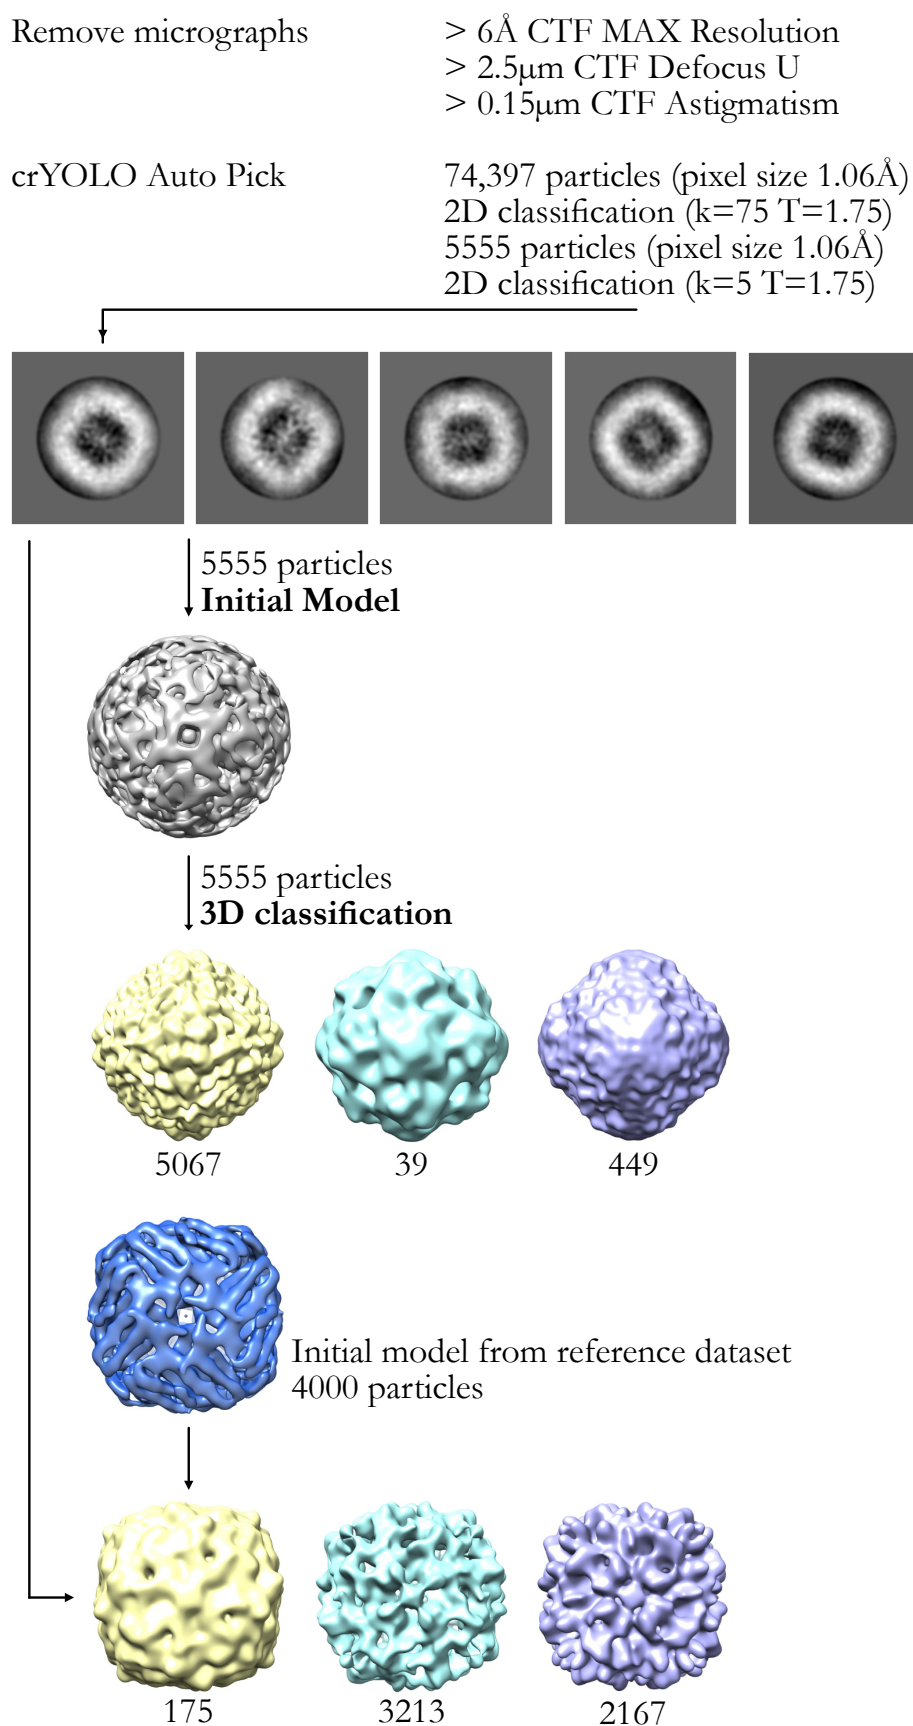 Remove micrographs
> 6Å CTF MAX Resolution
> 2.5µm CTF Defocus U
> 0.15µm CTF Astigmatism
crYOLO Auto Pick
74,397 particles (pixel size 1.06Å)
2D classification (k=75 T=1.75)
5555 particles (pixel size 1.06Å)
2D classification (k=5 T=1.75)
5555 particles
Initial Model
5555 particles
3D classification
5067
39
449
Initial model from reference dataset
4000 particles
175
3213
2167